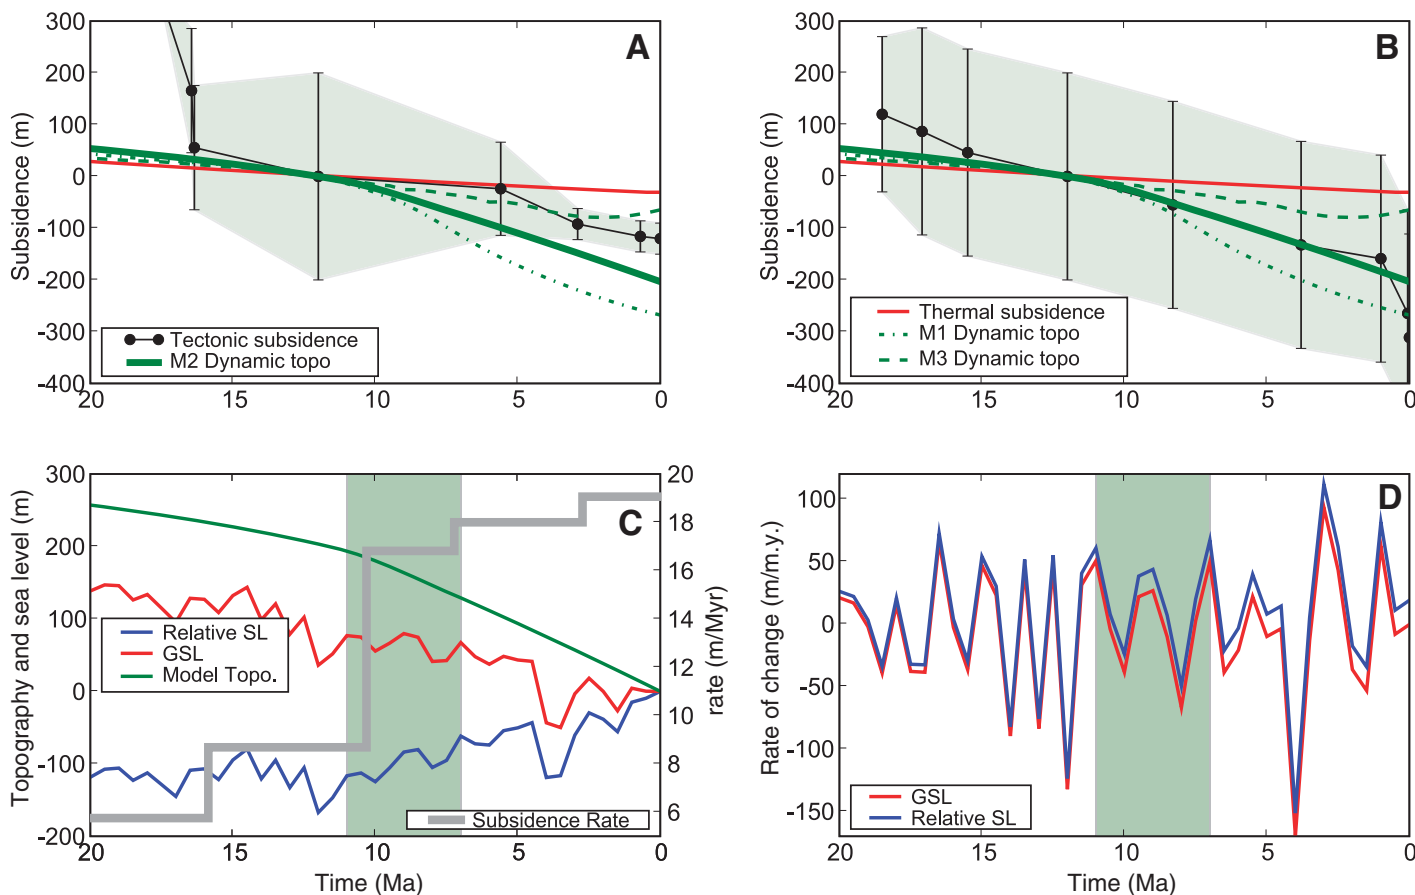 300
200
100
0
-100
-200
-300
-400
Subsidence (m)
A
Tectonic subsidence
M2 Dynamic topo
20
15
10
5
0
300
200
100
0
-100
-200
-300
-400
Subsidence (m)
B
Thermal subsidence
M1 Dynamic topo
M3 Dynamic topo
20
15
10
5
0
300
200
100
0
-100
-200
Topography and sea level (m)
C
Relative SL
GSL
Model Topo.
Subsidence Rate
20
18
16
14
12
10
8
6
rate (m/Myr)
20
15
10
5
0
Time (Ma)
100
50
0
-50
-100
-150
Rate of change (m/m.y.)
D
GSL
Relative SL
20
15
10
5
0
Time (Ma)